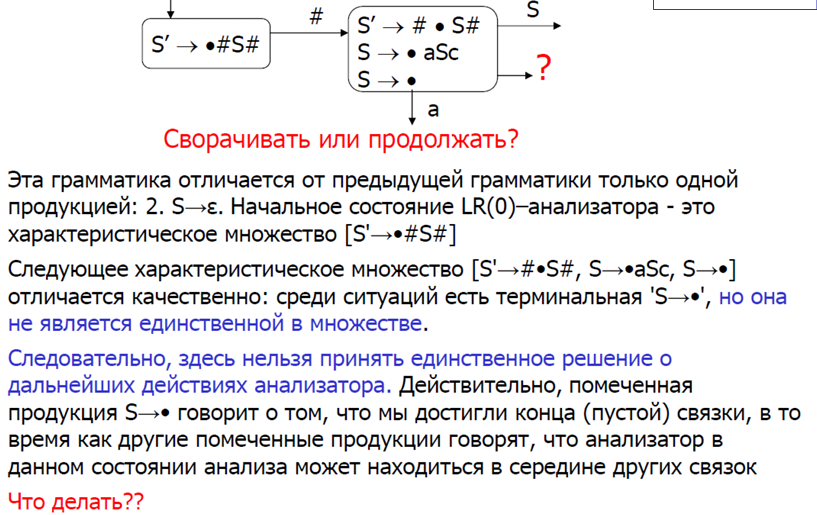 S′ → •#S#
#
S′ → # • S#
S → • aSc
S → •
S
?
a
Сворачивать или продолжать?
Эта грамматика отличается от предыдущей грамматики только одной
продукцией: 2. S→ε. Начальное состояние LR(0)–анализатора - это
характеристическое множество [S'→•#S#]
Следующее характеристическое множество [S'→#•S#, S→•aSc, S→•]
отличается качественно: среди ситуаций есть терминальная 'S→•', но она
не является единственной в множестве.
Следовательно, здесь нельзя принять единственное решение о
дальнейших действиях анализатора. Действительно, помеченная
продукция S→• говорит о том, что мы достигли конца (пустой) связки, в то
время как другие помеченные продукции говорят, что анализатор в
данном состоянии анализа может находиться в середине других связок
Что делать??